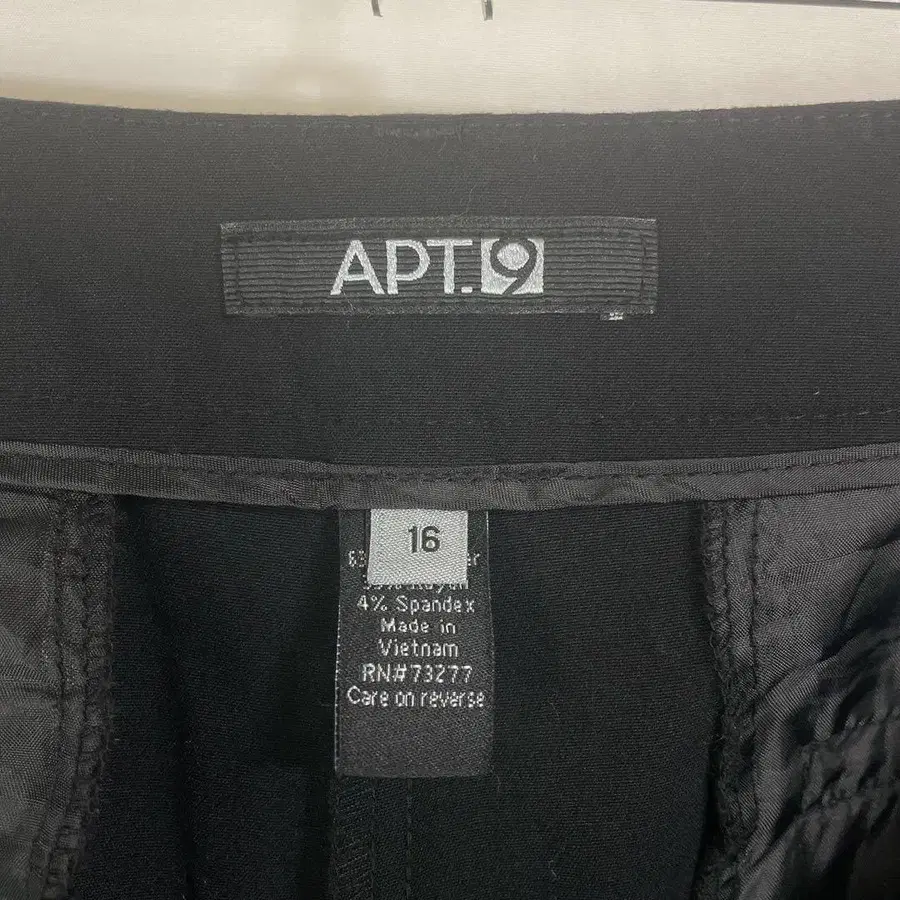 APT.9
16
4% Spandex
Made in
Vietnam
RN#73277
Care on reverse